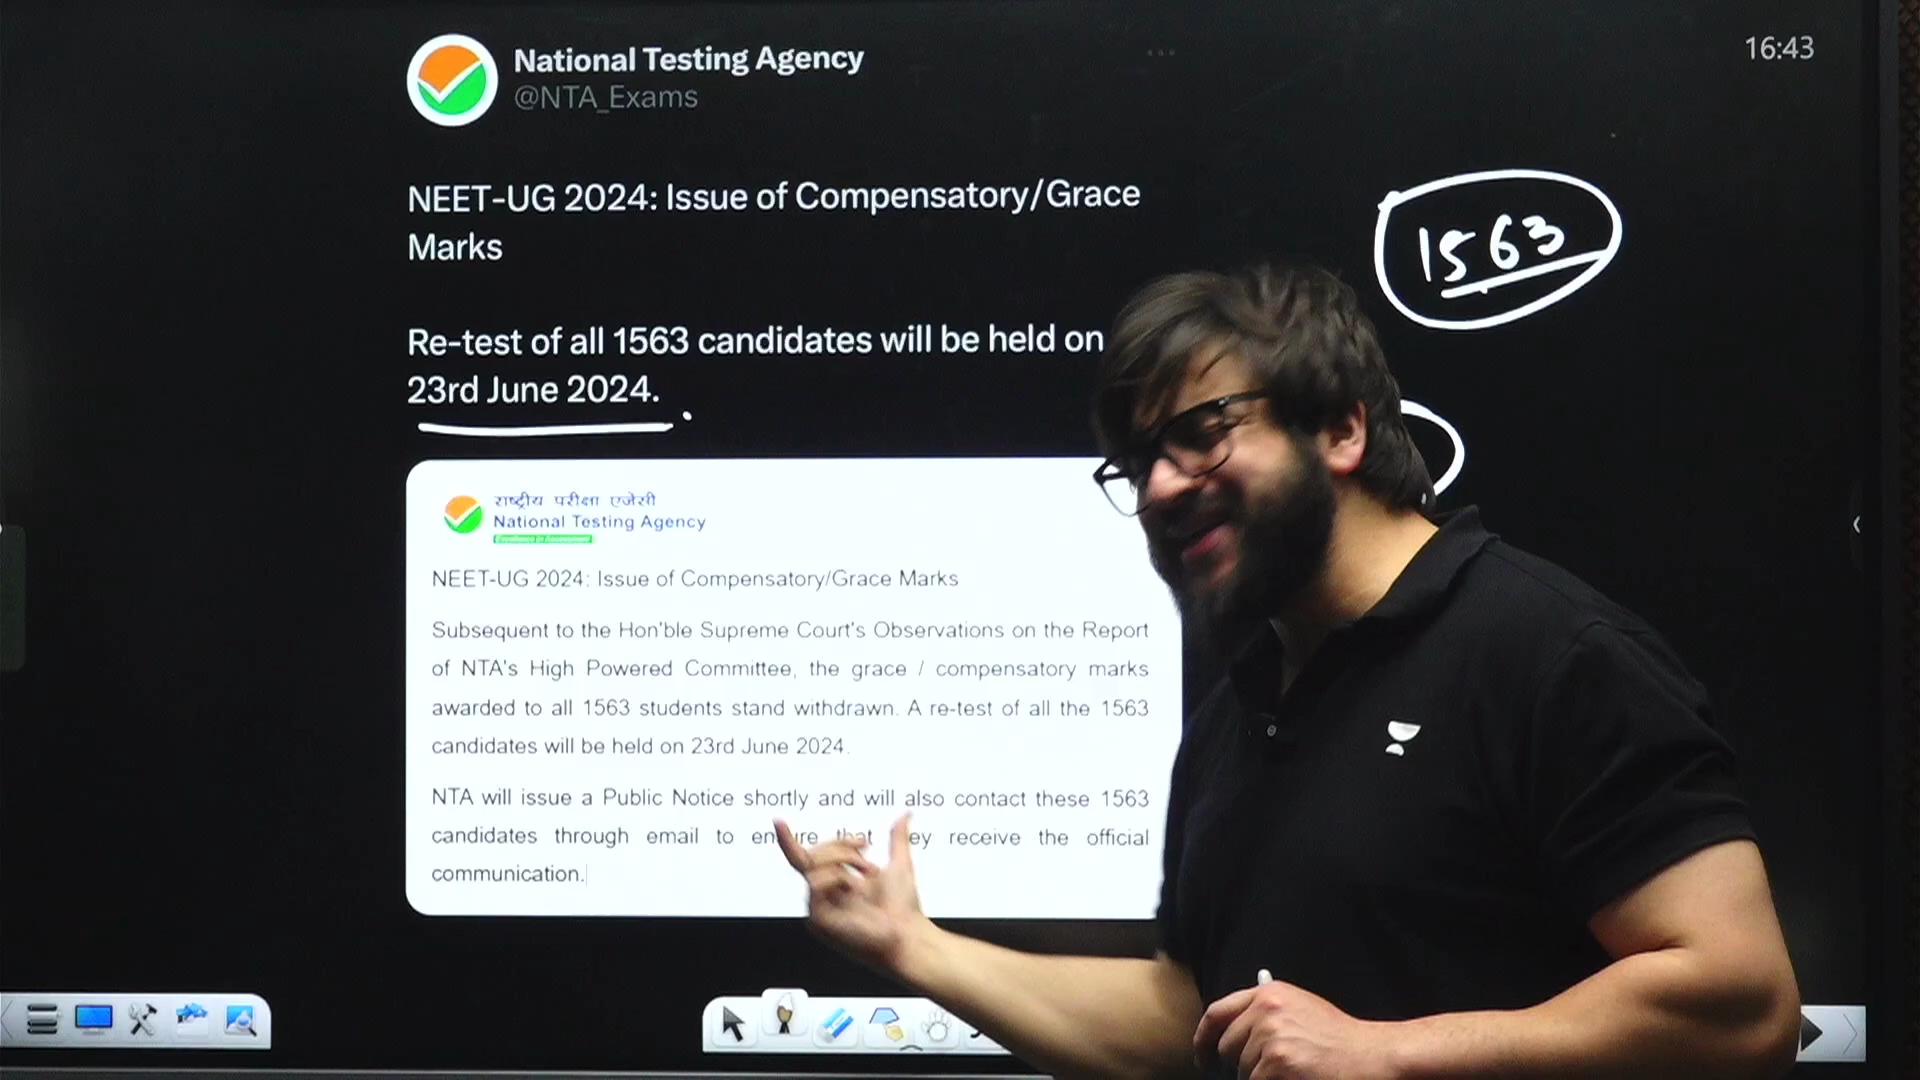 National Testing Agency
@NTA_Exams
16:43
NEET-UG 2024: Issue of Compensatory/Grace
Marks
1563
Re-test of all 1563 candidates will be held on
23rd June 2024.
राष्ट्रीय परीक्षा एजेंसी
National Testing Agency
Excellence in Assessment
NEET-UG 2024: Issue of Compensatory/Grace Marks
Subsequent to the Hon'ble Supreme Court's Observations on the Report
of NTA's High Powered Committee, the grace / compensatory marks
awarded to all 1563 students stand withdrawn. A re-test of all the 1563
candidates will be held on 23rd June 2024.
NTA will issue a Public Notice shortly and will also contact these 1563
candidates through email to receive the official
communication.